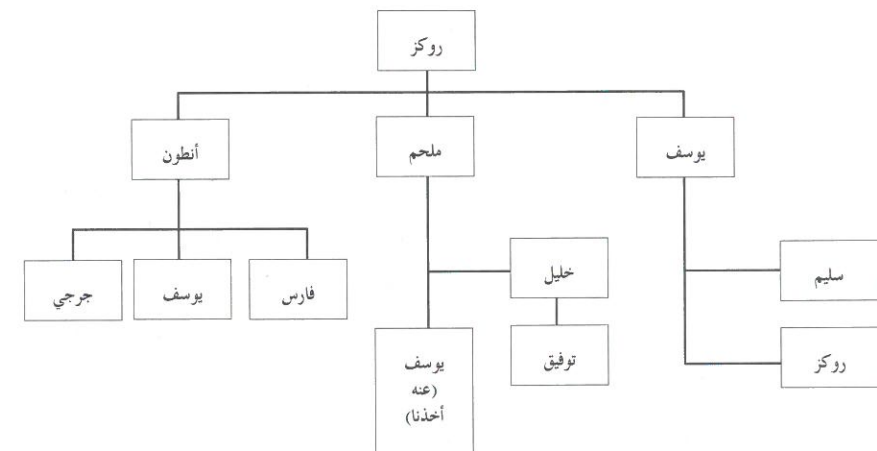 روكز
يوسف
ملحم
أنطون
سليم
روكز
خليل
توفيق
يوسف
(عنه
أخذنا)
فارس
يوسف
جرجي